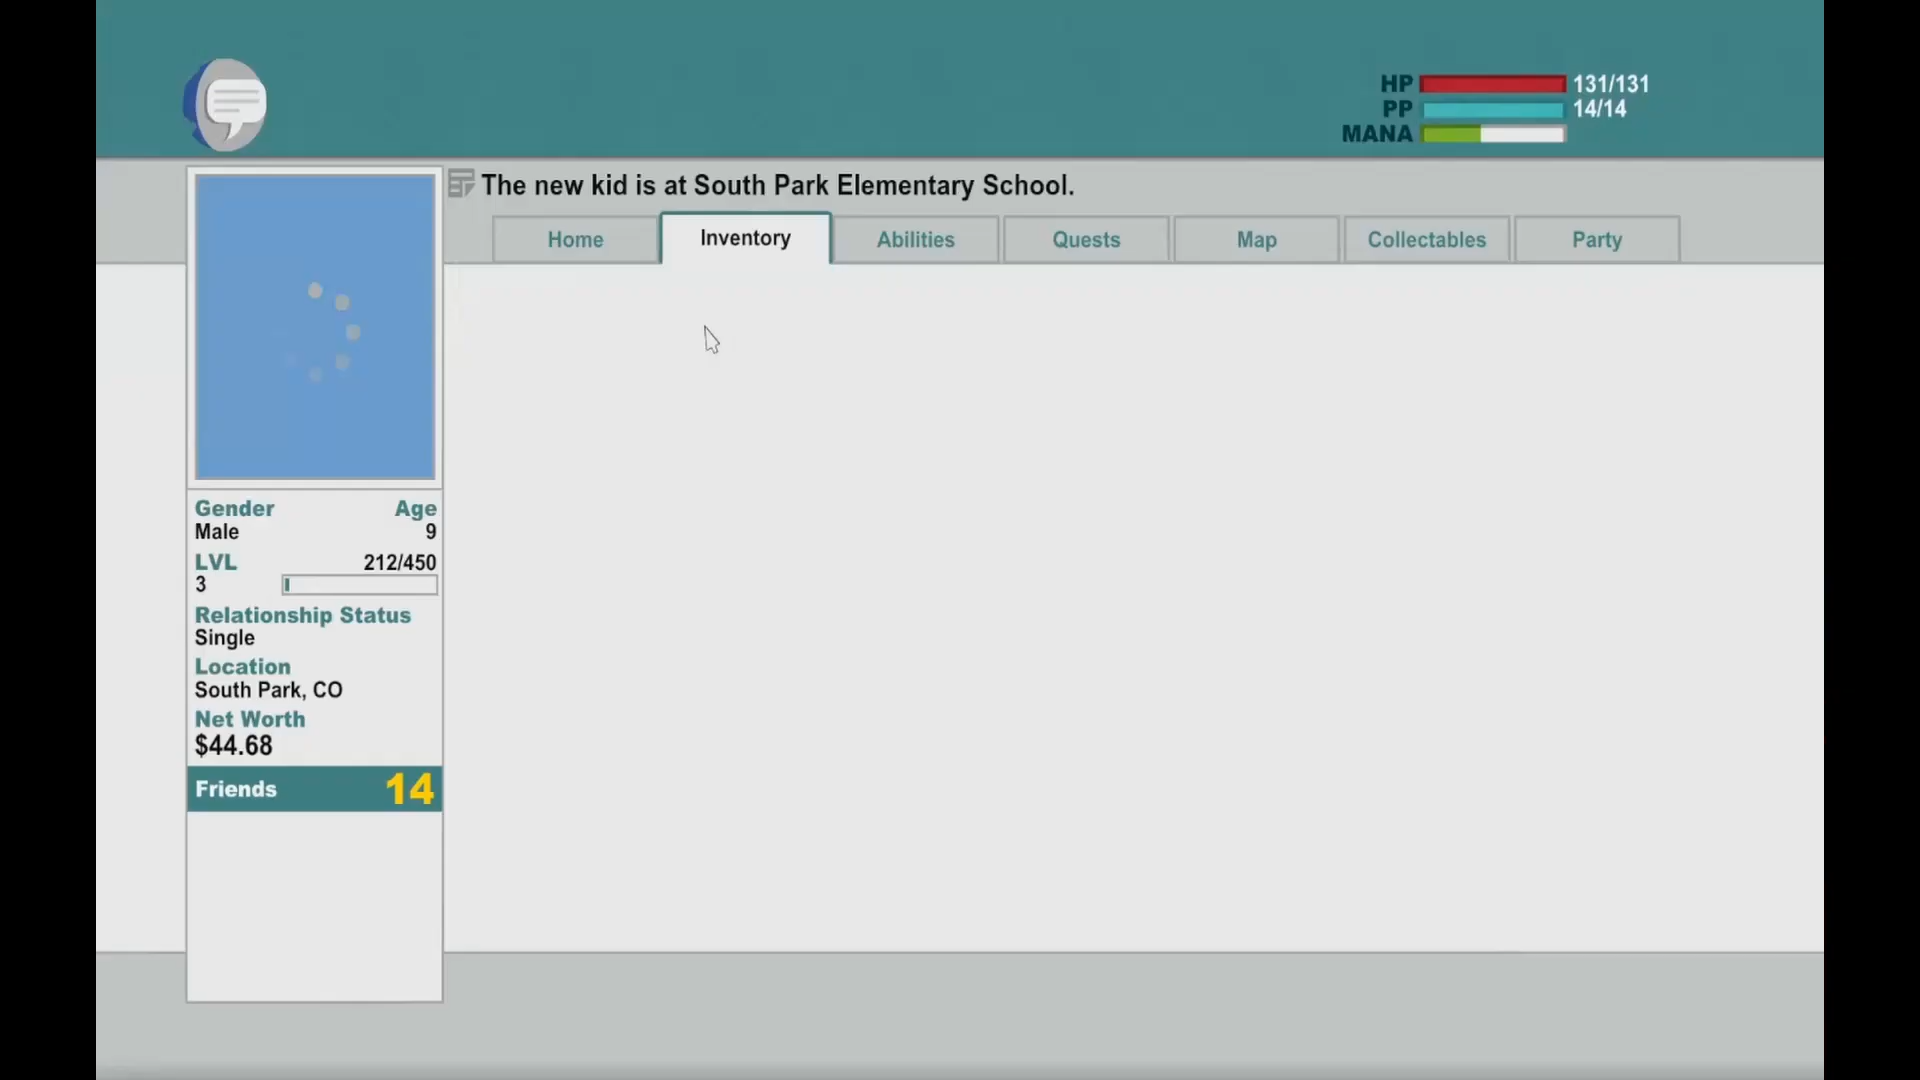 HP 131/131
PP 14/14
MANA
The new kid is at South Park Elementary School.
Home Inventory Abilities Quests Map Collectables Party
Gender Age
Male 9
LVL 212/450
3
Relationship Status
Single
Location
South Park, CO
Net Worth
$44.68
Friends 14